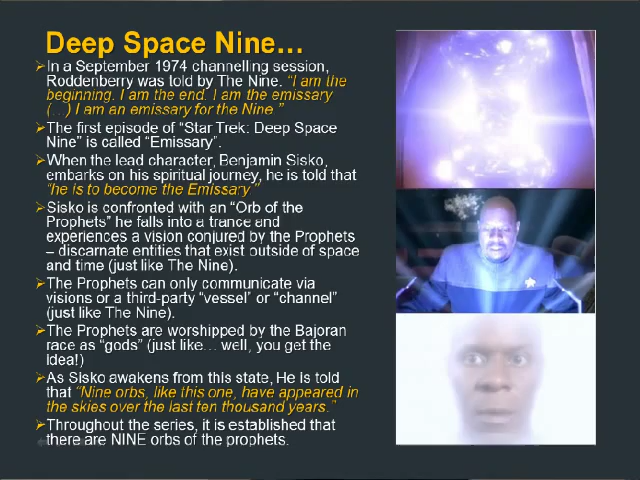 Deep Space Nine...
➢In a September 1974 channelling session,
Roddenberry was told by The Nine. "I am the
beginning. I am the end. I am the emissary
(...) I am an emissary for the Nine "
➢The first episode of "Star Trek: Deep Space
Nine" is called "Emissary".
➢When the lead character, Benjamin Sisko,
embarks on his spiritual journey, he is told that
"he is to become the Emissary "
➢Sisko is confronted with an "Orb of the
Prophets" he falls into a trance and
experiences a vision conjured by the Prophets
– discarnate entities that exist outside of space
and time (just like The Nine).
➢The Prophets can only communicate via
visions or a third-party "vessel" or "channel"
(just like The Nine).
➢The Prophets are worshipped by the Bajoran
race as "gods" (just like... well, you get the
idea!)
➢As Sisko awakens from this state, He is told
that "Nine orbs, like this one, have appeared in
the skies over the last ten thousand years."
➢Throughout the series, it is established that
there are NINE orbs of the prophets.